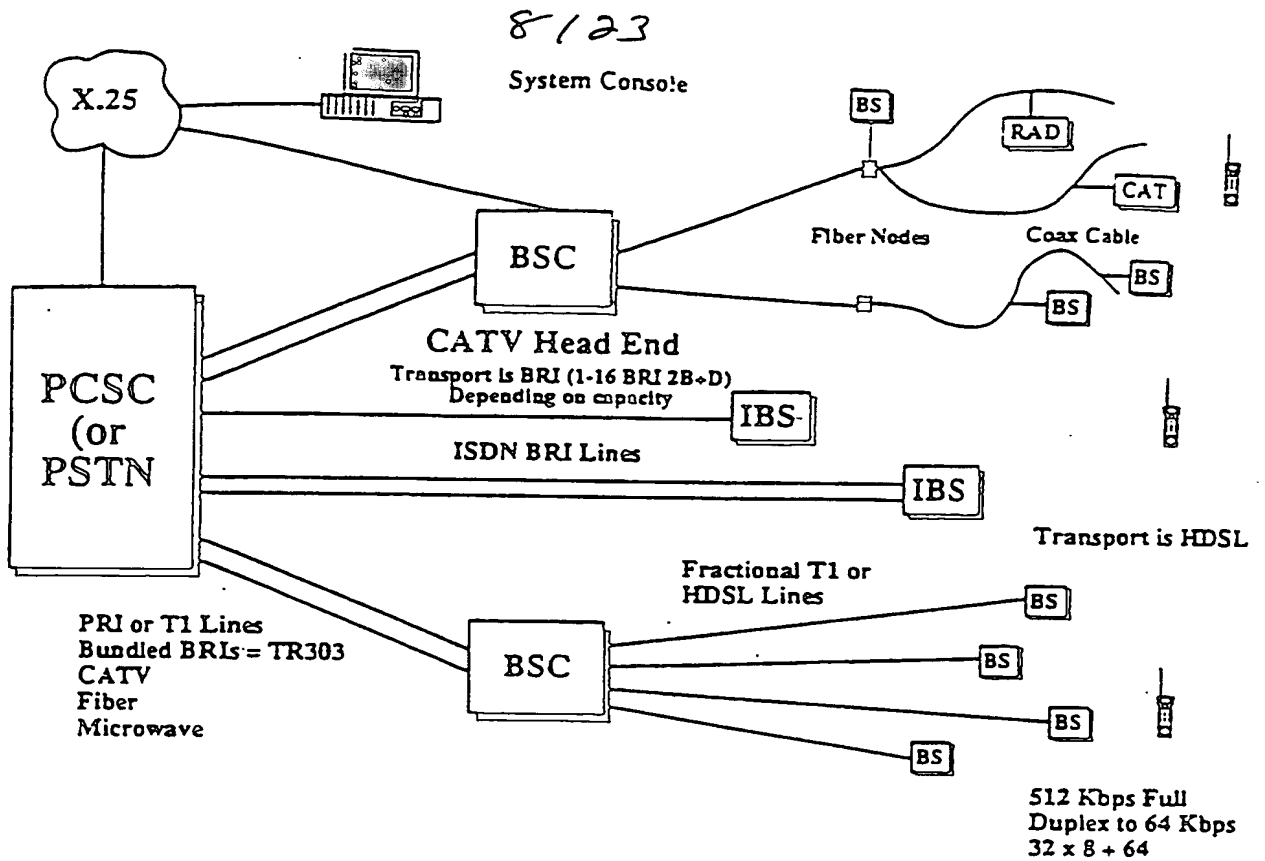 8/23
System Console
X.25
BS
RAD
CAT
Fiber Nodes
Coax Cable
BSC
BS
BS
CATV Head End
Transport is BRI (1-16 BRI 2B+D)
Depending on capacity
PCSC
(or
PSTN
IBS
ISDN BRI Lines
IBS
Transport is HDSL
Fractional T1 or
HDSL Lines
BS
PRI or T1 Lines
Bundled BRIs = TR303
CATV
Fiber
Microwave
BSC
BS
BS
BS
512 Kbps Full
Duplex to 64 Kbps
32 x 8 + 64